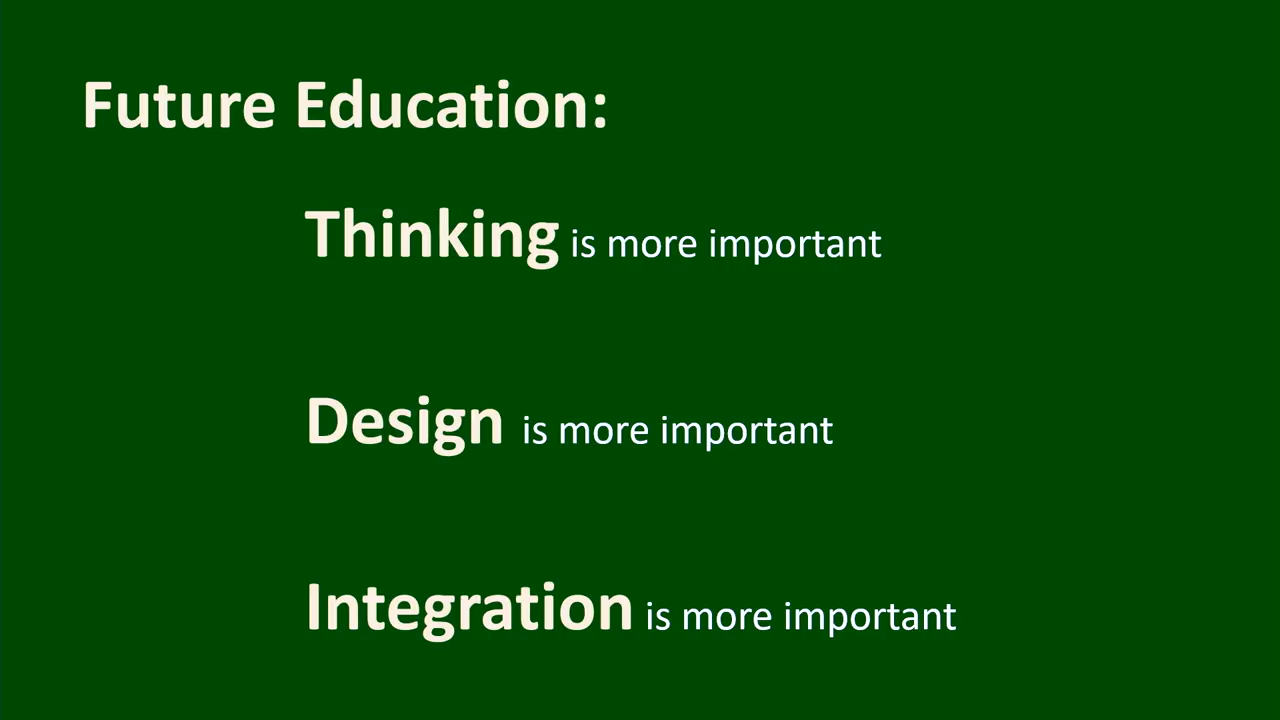 Future Education:
Thinking is more important
Design is more important
Integration is more important